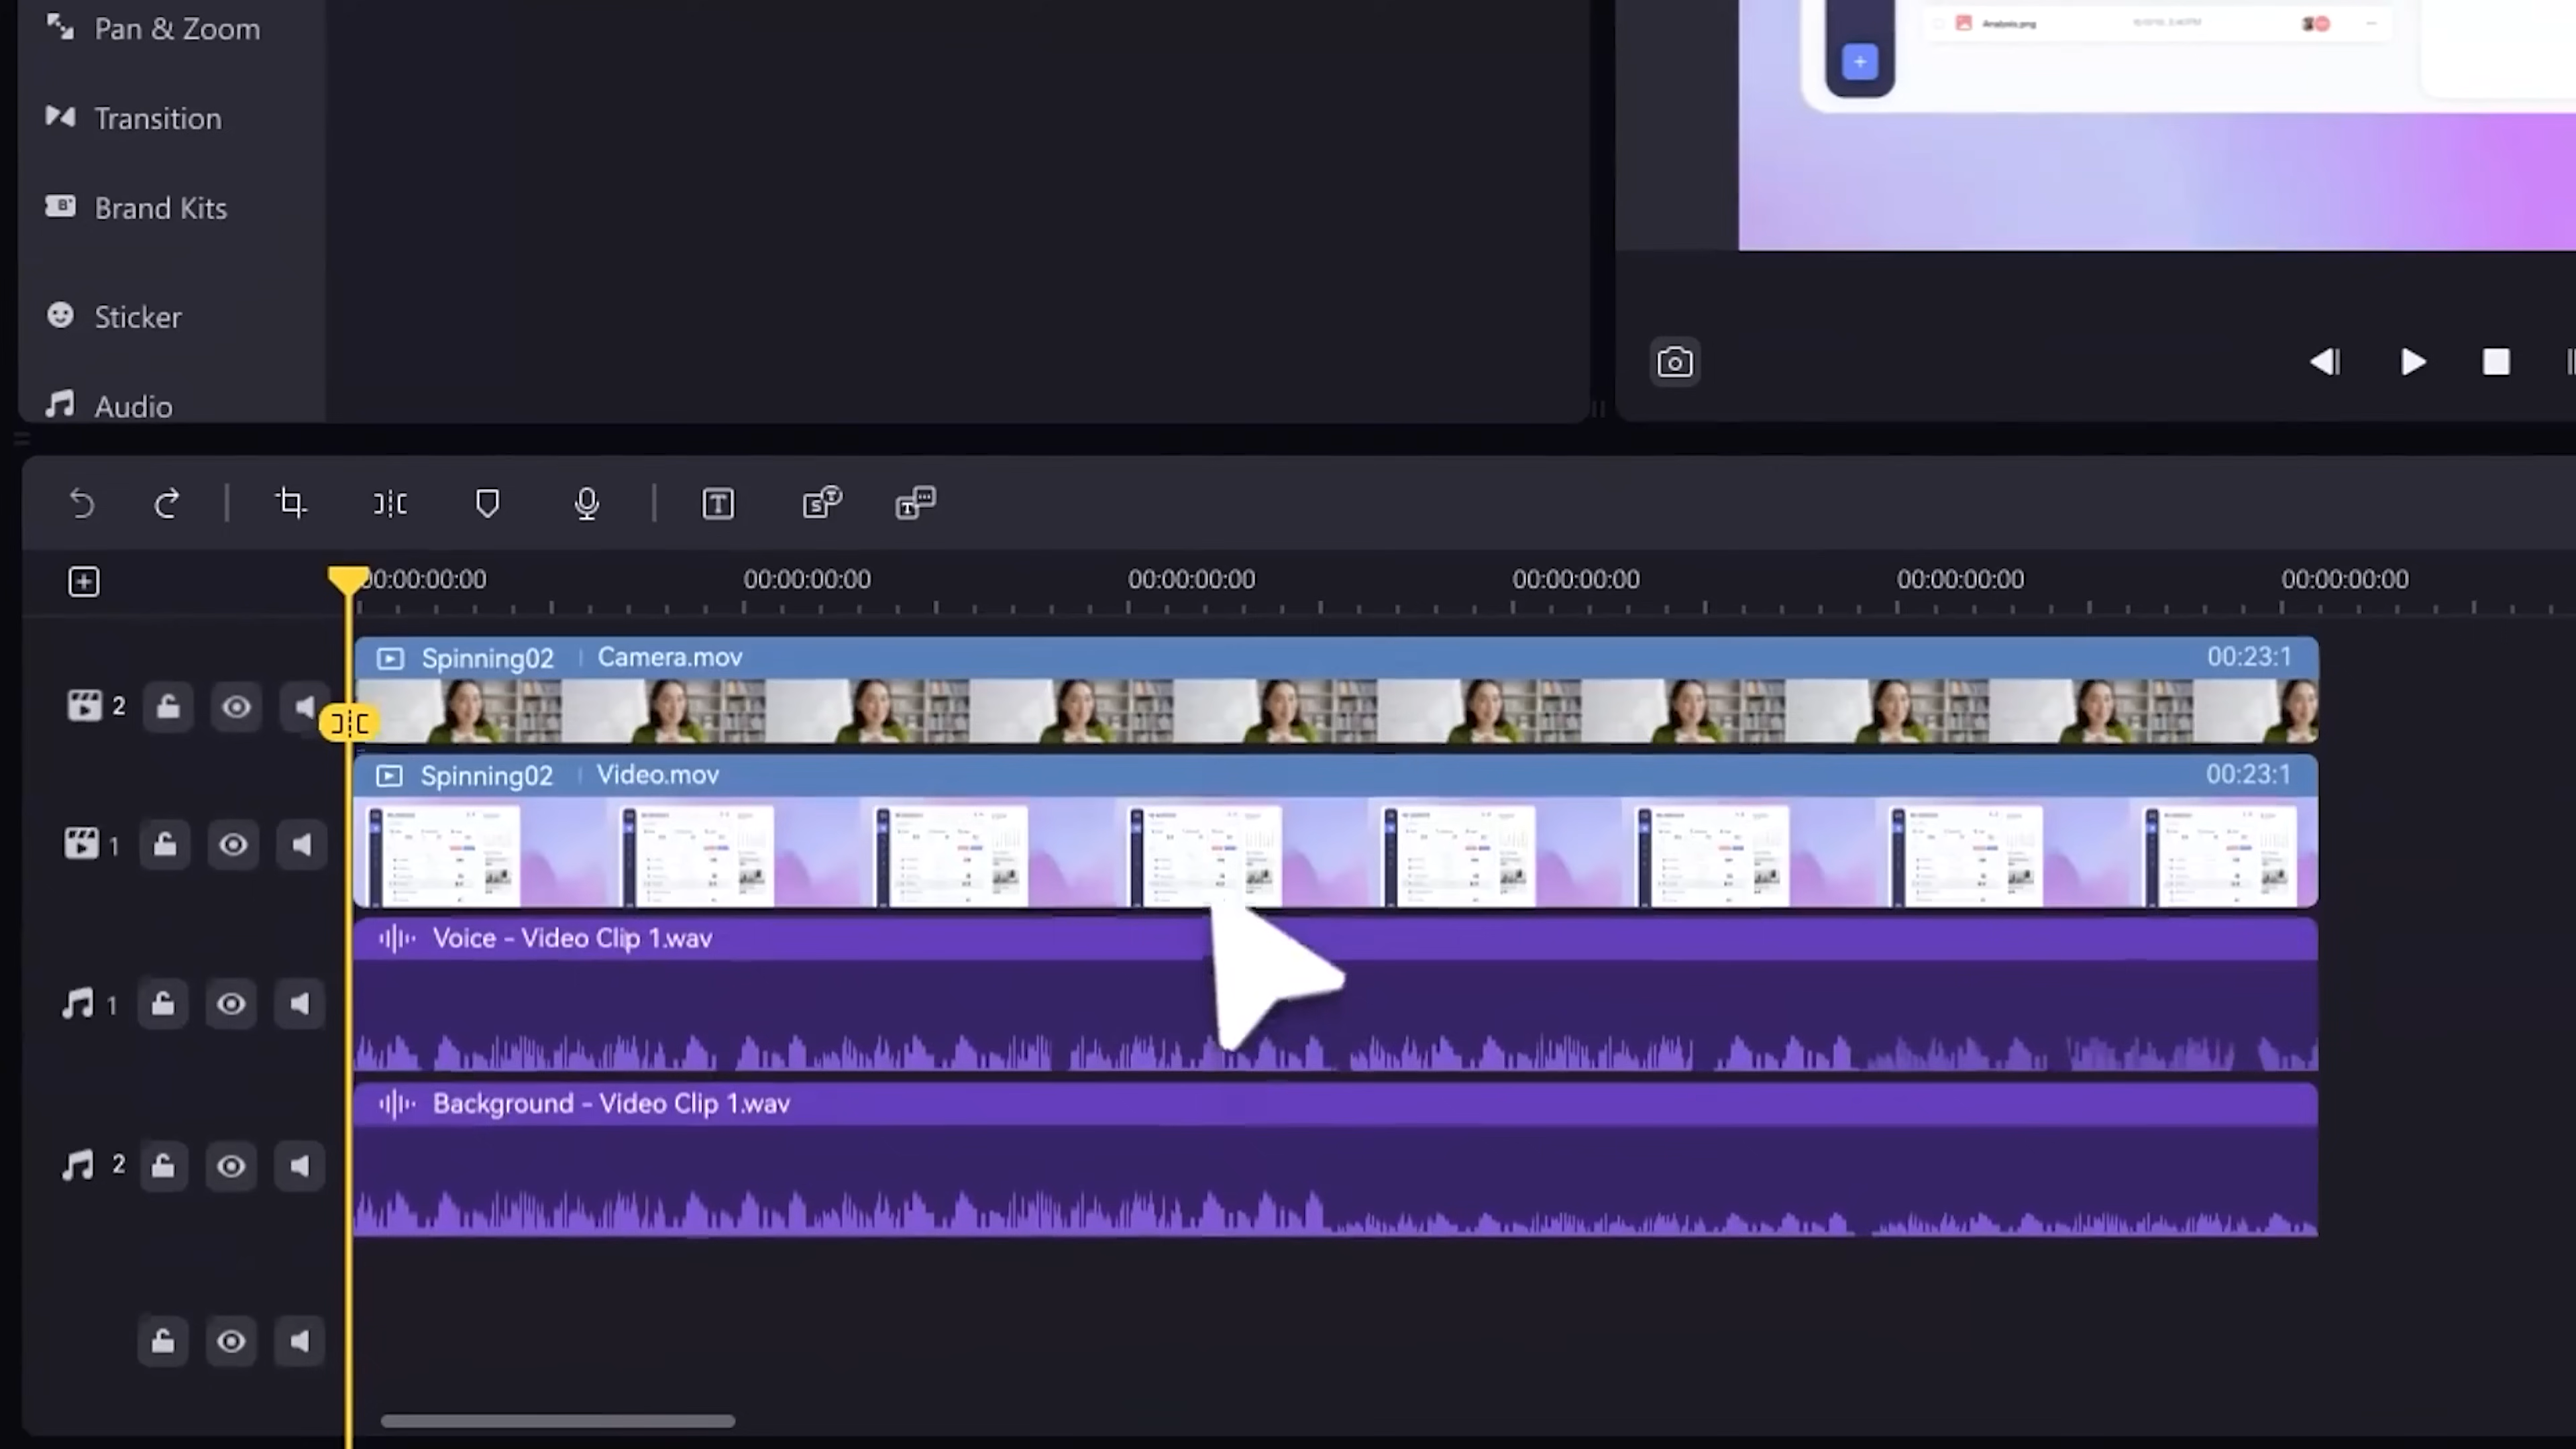 Pan & Zoom
Transition
Brand Kits
Sticker
Audio
Analysis.png
00:00:00:00 00:00:00:00 00:00:00:00 00:00:00:00 00:00:00:00 00:00:00:00
Spinning02 | Camera.mov 00:23:1
2
Spinning02 | Video.mov 00:23:1
1
Voice - Video Clip 1.wav
1
Background - Video Clip 1.wav
2